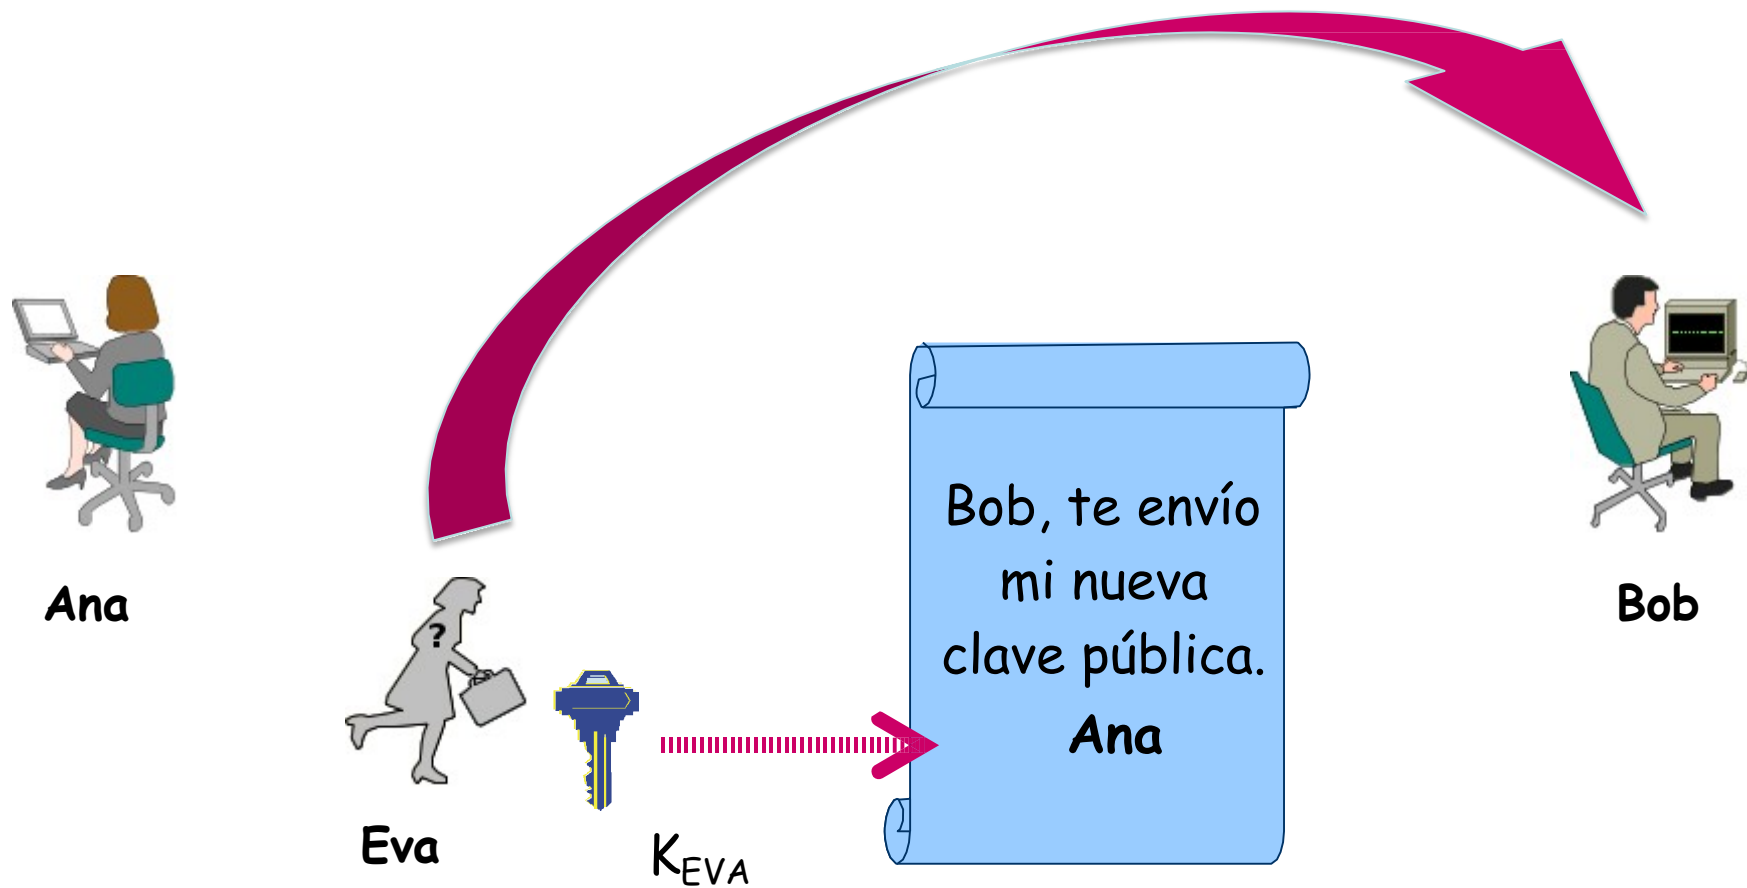 Bob, te envío
mi nueva
clave pública.
Ana
Ana
Bob
?
Eva
KEVA